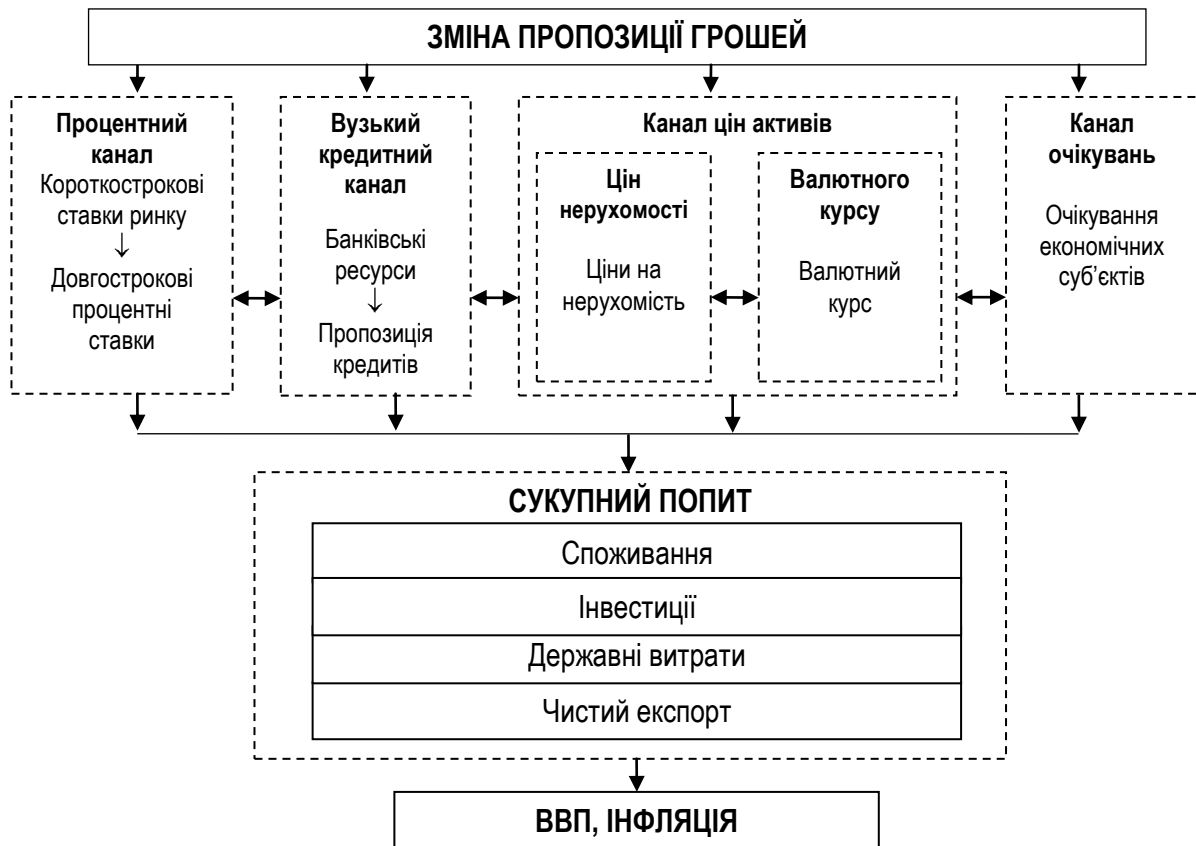 ЗМІНА ПРОПОЗИЦІЇ ГРОШЕЙ
Процентний
канал
Короткострокові
ставки ринку
↓
Довгострокові
процентні
ставки
Вузький
кредитний
канал
Банківські
ресурси
↓
Пропозиція
кредитів
Канал цін активів
Цін
нерухомості
Ціни на
нерухомість
Валютного
курсу
Валютний
курс
Канал
очікувань
Очікування
економічних
суб’єктів
СУКУПНИЙ ПОПИТ
Споживання
Інвестиції
Державні витрати
Чистий експорт
ВВП, ІНФЛЯЦІЯ